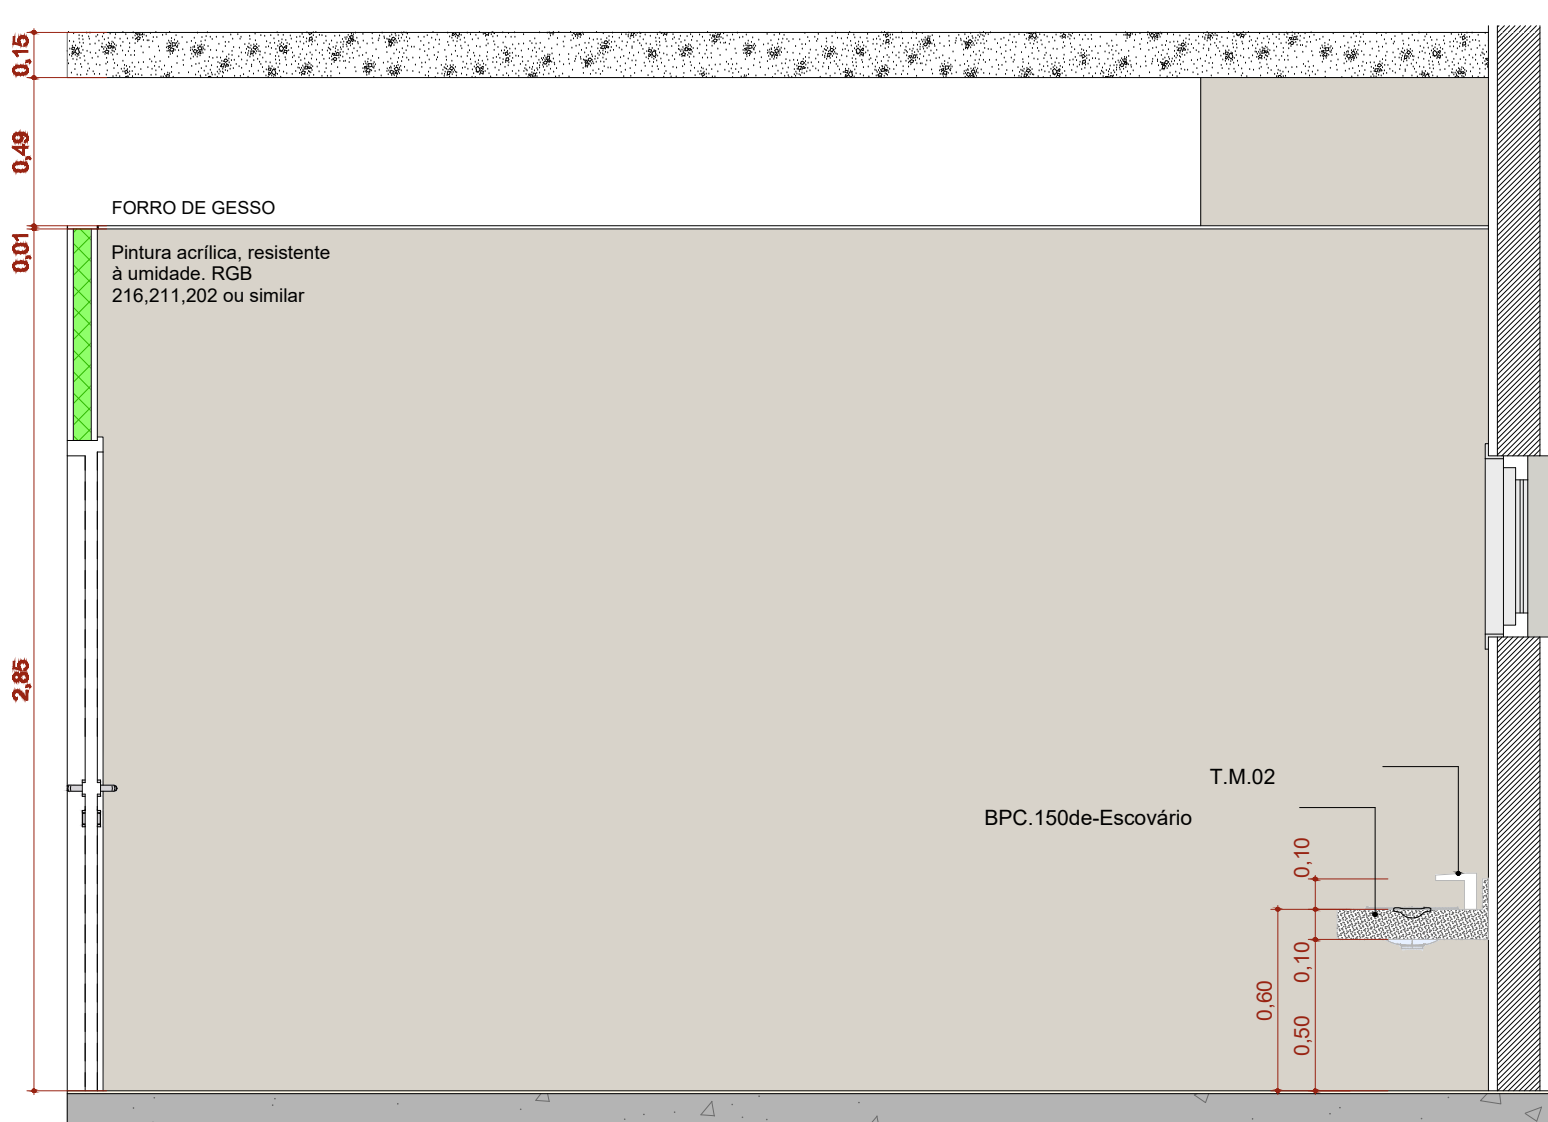 0,15
0,49
FORRO DE GESSO
0,01
Pintura acrílica, resistente
à umidade. RGB
216,211,202 ou similar
2,85
T.M.02
BPC.150de-Escovário
0,10
0,10
0,60
0,50